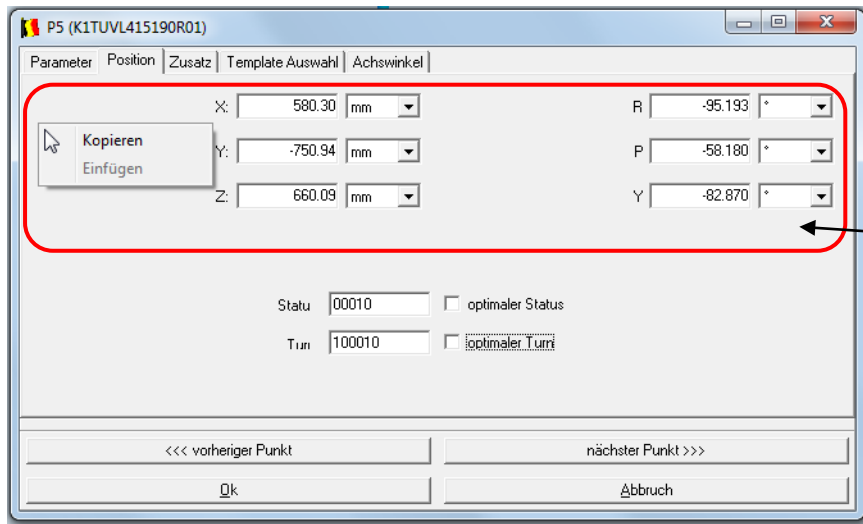 P5 (K1TUVL415190R01)
Parameter Position Zusatz Template Auswahl Achswinkel
X: 580.30 mm R -95.193 °
Kopieren
Y: -750.94 mm P -58.180 °
Einfügen
Z: 660.09 mm Y -82.870 °
Statu 00010 optimaler Status
Turn 100010 optimaler Turn
<<< vorheriger Punkt nächster Punkt >>>
Ok Abbruch